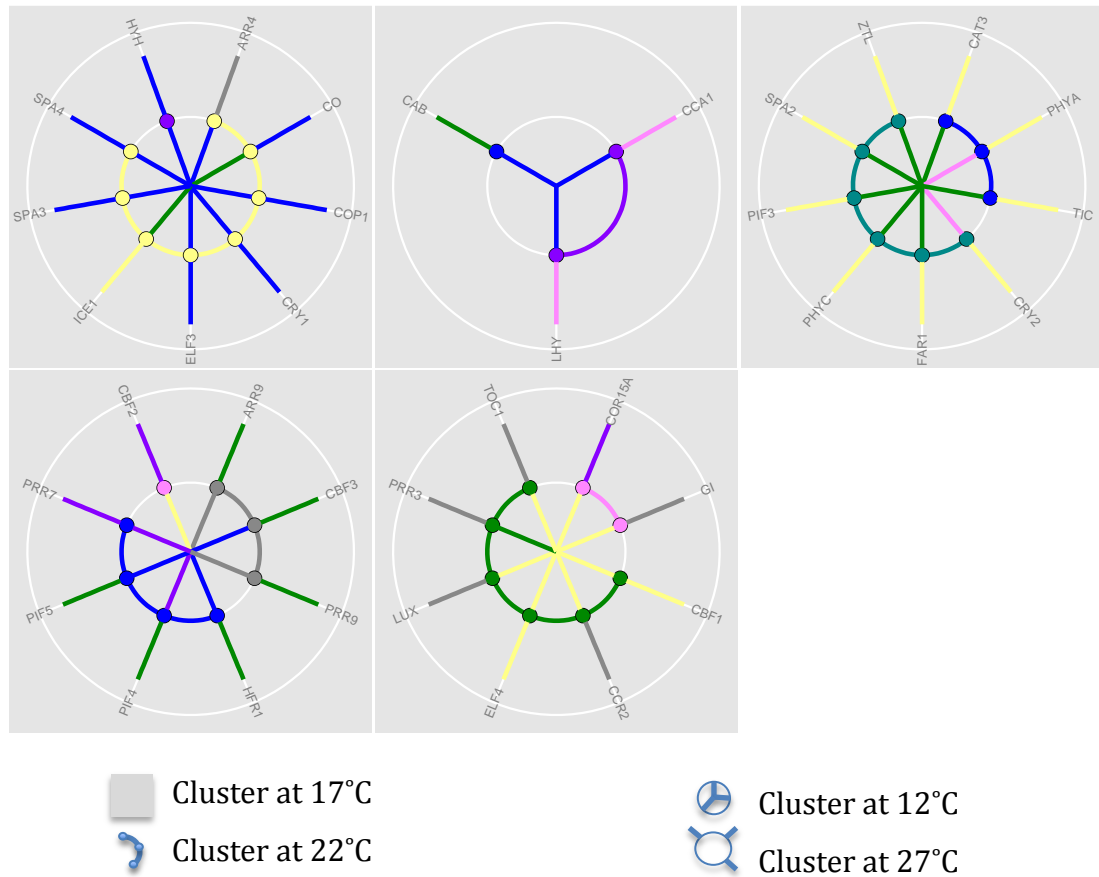 HYH
ARR4
SPA4
CO
SPA3
COP1
ICE1
CRY1
ELF3
CAB
CCA1
LHY
ZTL
CAT3
SPA2
PHYA
PIF3
TIC
PHYC
CRY2
FAR1
CBF2
ARR9
PRR7
CBF3
PIF5
PRR9
PIF4
HFR1
TOC1
COR15A
PRR3
GI
LUX
CBF1
ELF4
CCR2
Cluster at 17˚C
Cluster at 12˚C
Cluster at 22˚C
Cluster at 27˚C